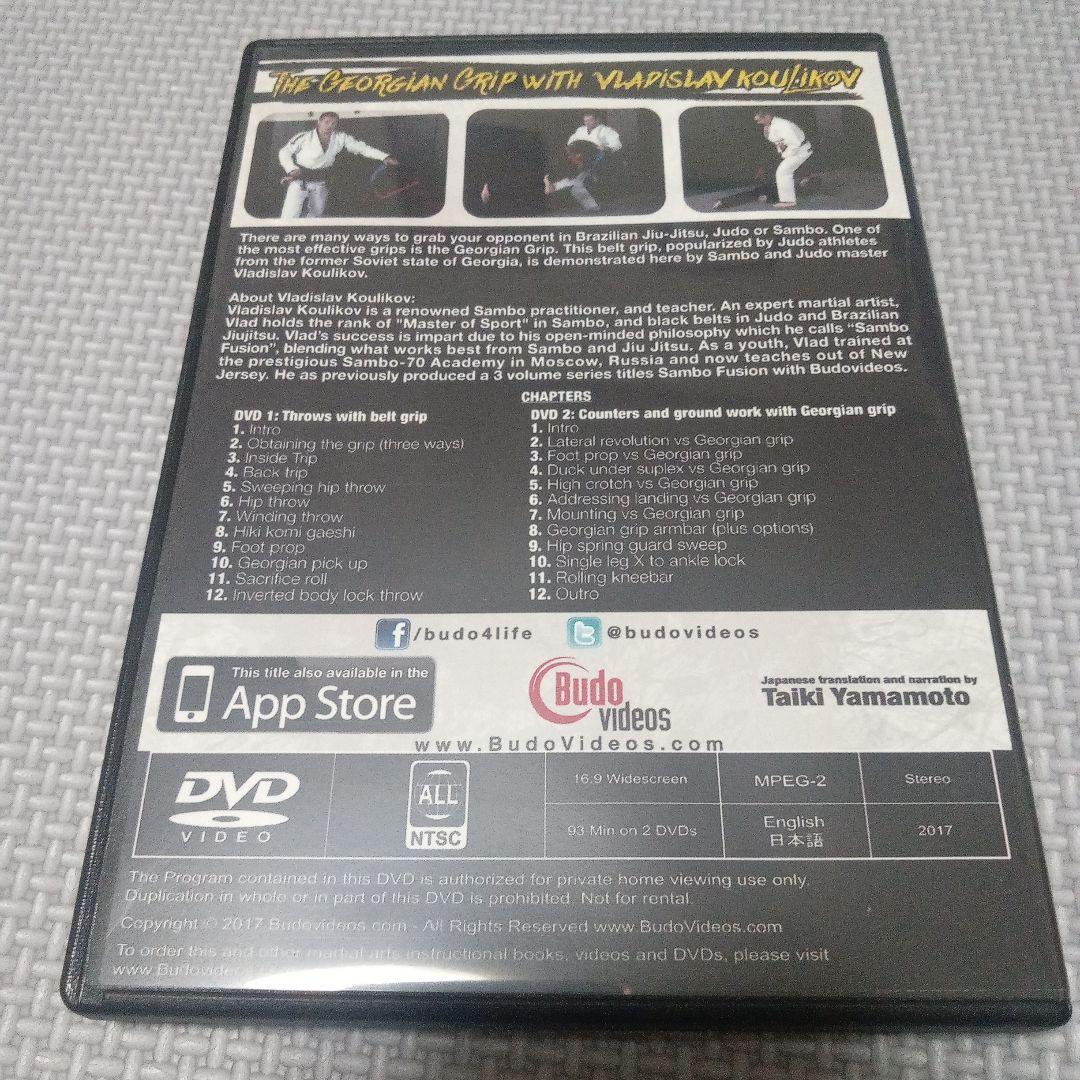 THE GEORGIAN GRIP WITH VLADISLAV KOULIKOV
There are many ways to grab your opponent in Brazilian Jiu-Jitsu, Judo or Sambo. One of
the most effective grips is the Georgian Grip. This belt grip, popularized by Judo athletes
from the former Soviet state of Georgia, is demonstrated here by Sambo and Judo master
Vladislav Koulikov.
About Vladislav Koulikov:
Vladislav Koulikov is a renowned Sambo practitioner, and teacher. An expert martial artist,
Vlad holds the rank of "Master of Sport" in Sambo, and black belts in Judo and Brazilian
Jiujitsu. Vlad's success is impart due to his open-minded philosophy which he calls "Sambo
Fusion", blending what works best from Sambo and Jiu Jitsu. As a youth, Vlad trained at
the prestigious Sambo-70 Academy in Moscow, Russia and now teaches out of New
Jersey. He as previously produced a 3 volume series titles Sambo Fusion with Budovideos.
CHAPTERS
DVD 1: Throws with belt grip
1. Intro
2. Obtaining the grip (three ways)
3. Inside Trip
4. Back trip
5. Sweeping hip throw
6. Hip throw
7. Winding throw
8. Hiki komi gaeshi
9. Foot prop
10. Georgian pick up
11. Sacrifice roll
12. Inverted body lock throw
DVD 2: Counters and ground work with Georgian grip
1. Intro
2. Lateral revolution vs Georgian grip
3. Foot prop vs Georgian grip
4. Duck under suplex vs Georgian grip
5. High crotch vs Georgian grip
6. Addressing landing vs Georgian grip
7. Mounting vs Georgian grip
8. Georgian grip armbar (plus options)
9. Hip spring guard sweep
10. Single leg X to ankle lock
11. Rolling kneebar
12. Outro
f /budo4life
t @budovideos
This title also available in the
App Store
Budo
videos
www.BudoVideos.com
Japanese translation and narration by
Taiki Yamamoto
DVD
VIDEO
ALL
NTSC
16.9 Widescreen
MPEG-2
Stereo
93 Min on 2 DVDs
English
日本語
2017
The Program contained in this DVD is authorized for private home viewing use only.
Duplication in whole or in part of this DVD is prohibited. Not for rental.
Copyright © 2017 Budovideos.com - All Rights Reserved www.BudoVideos.com
To order this and other martial arts instructional books, videos and DVDs, please visit